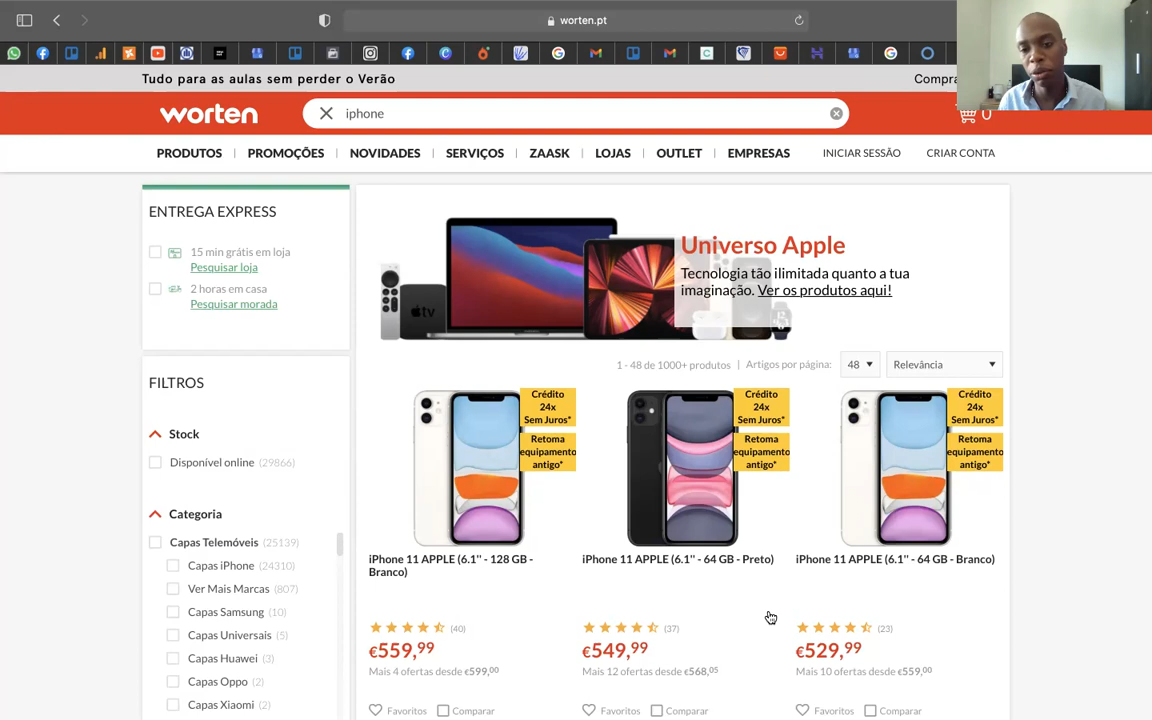 worten.pt
Tudo para as aulas sem perder o Verão
Compra
worten
iphone
0
PRODUTOS
PROMOÇÕES
NOVIDADES
SERVIÇOS
ZAASK
LOJAS
OUTLET
EMPRESAS
INICIAR SESSÃO
CRIAR CONTA
ENTREGA EXPRESS
15 min grátis em loja
Pesquisar loja
2 horas em casa
Pesquisar morada
FILTROS
Stock
Disponível online (29866)
Categoria
Capas Telemóveis (25139)
Capas iPhone (24310)
Ver Mais Marcas (807)
Capas Samsung (10)
Capas Universais (5)
Capas Huawei (3)
Capas Oppo (2)
Capas Xiaomi (2)
tv
Universo Apple
Tecnologia tão ilimitada quanto a tua
imaginação. Ver os produtos aqui!
1 - 48 de 1000+ produtos | Artigos por página: 48 Relevância
Crédito
24x
Sem Juros*
Retoma
equipamento
antigo*
iPhone 11 APPLE (6.1'' - 128 GB -
Branco)
(40)
€559,99
Mais 4 ofertas desde €599,00
Favoritos
Comparar
Crédito
24x
Sem Juros*
Retoma
equipamento
antigo*
iPhone 11 APPLE (6.1'' - 64 GB - Preto)
(37)
€549,99
Mais 12 ofertas desde €568,05
Favoritos
Comparar
Crédito
24x
Sem Juros*
Retoma
equipamento
antigo*
iPhone 11 APPLE (6.1'' - 64 GB - Branco)
(23)
€529,99
Mais 10 ofertas desde €559,00
Favoritos
Comparar